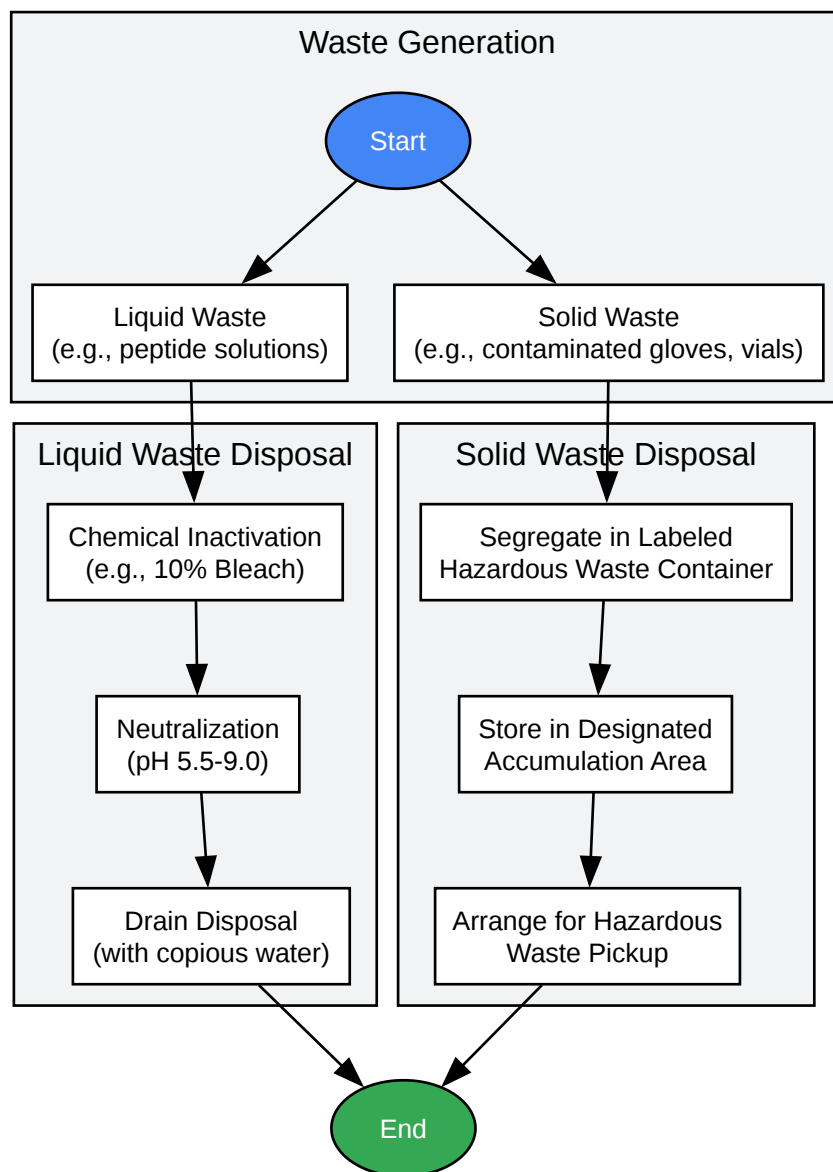 Waste Generation
Start
Liquid Waste
(e.g., peptide solutions)
Solid Waste
(e.g., contaminated gloves, vials)
Liquid Waste Disposal
Chemical Inactivation
(e.g., 10% Bleach)
Neutralization
(pH 5.5-9.0)
Drain Disposal
(with copious water)
Solid Waste Disposal
Segregate in Labeled
Hazardous Waste Container
Store in Designated
Accumulation Area
Arrange for Hazardous
Waste Pickup
End